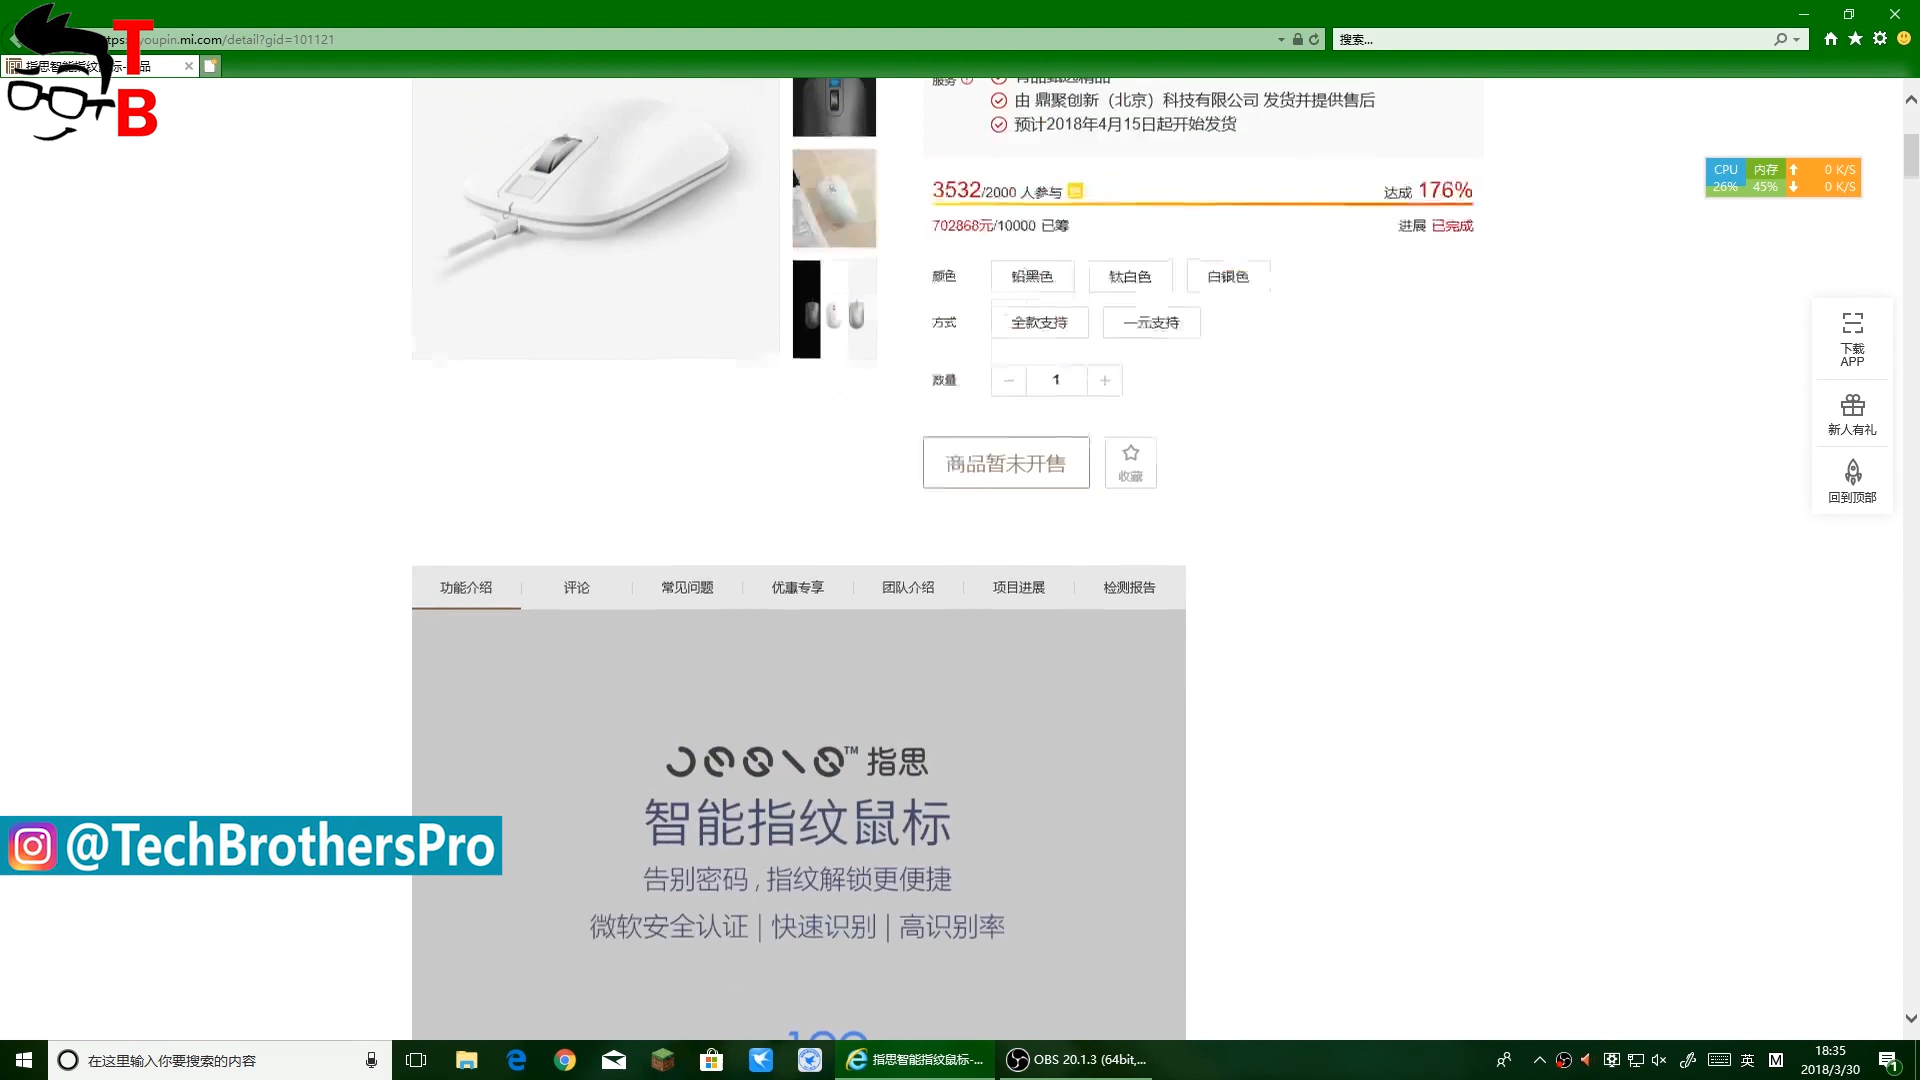 T
B
youpin.mi.com/detail?gid=101121
搜索...
指思智能指纹鼠标-
品
服务
由 鼎聚创新（北京）科技有限公司 发货并提供售后
预计2018年4月15日起开始发货
3532/2000 人参与
达成 176%
702868元/10000 已筹
进展 已完成
颜色
铅黑色
钛白色
白银色
方式
全款支持
一元支持
数量
−
1
+
商品暂未开售
收藏
CPU
26%
内存
45%
0 K/S
0 K/S
下载
APP
新人有礼
回到顶部
功能介绍
评论
常见问题
优惠专享
团队介绍
项目进展
检测报告
TM 指思
智能指纹鼠标
告别密码 , 指纹解锁更便捷
微软安全认证 | 快速识别 | 高识别率
@TechBrothersPro
在这里输入你要搜索的内容
指思智能指纹鼠标-...
OBS 20.1.3 (64bit,...
英
M
18:35
2018/3/30
1